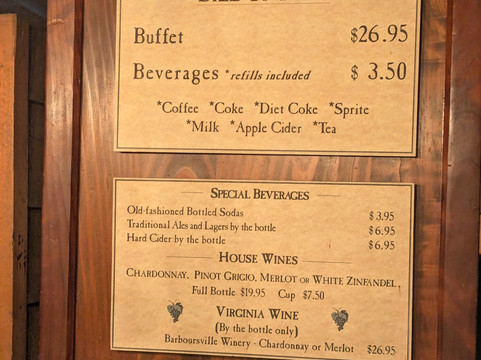 Buffet $26.95
Beverages *refills included $ 3.50
*Coffee *Coke *Diet Coke *Sprite
*Milk *Apple Cider *Tea
SPECIAL BEVERAGES
Old-fashioned Bottled Sodas $3.95
Traditional Ales and Lagers by the bottle $6.95
Hard Cider by the bottle $6.95
HOUSE WINES
CHARDONNAY, PINOT GRIGIO, MERLOT OR WHITE ZINFANDEL,
Full Bottle $19.95 Cup $7.50
VIRGINIA WINE
(By the bottle only)
Barboursville Winery - Chardonnay or Merlot $26.95